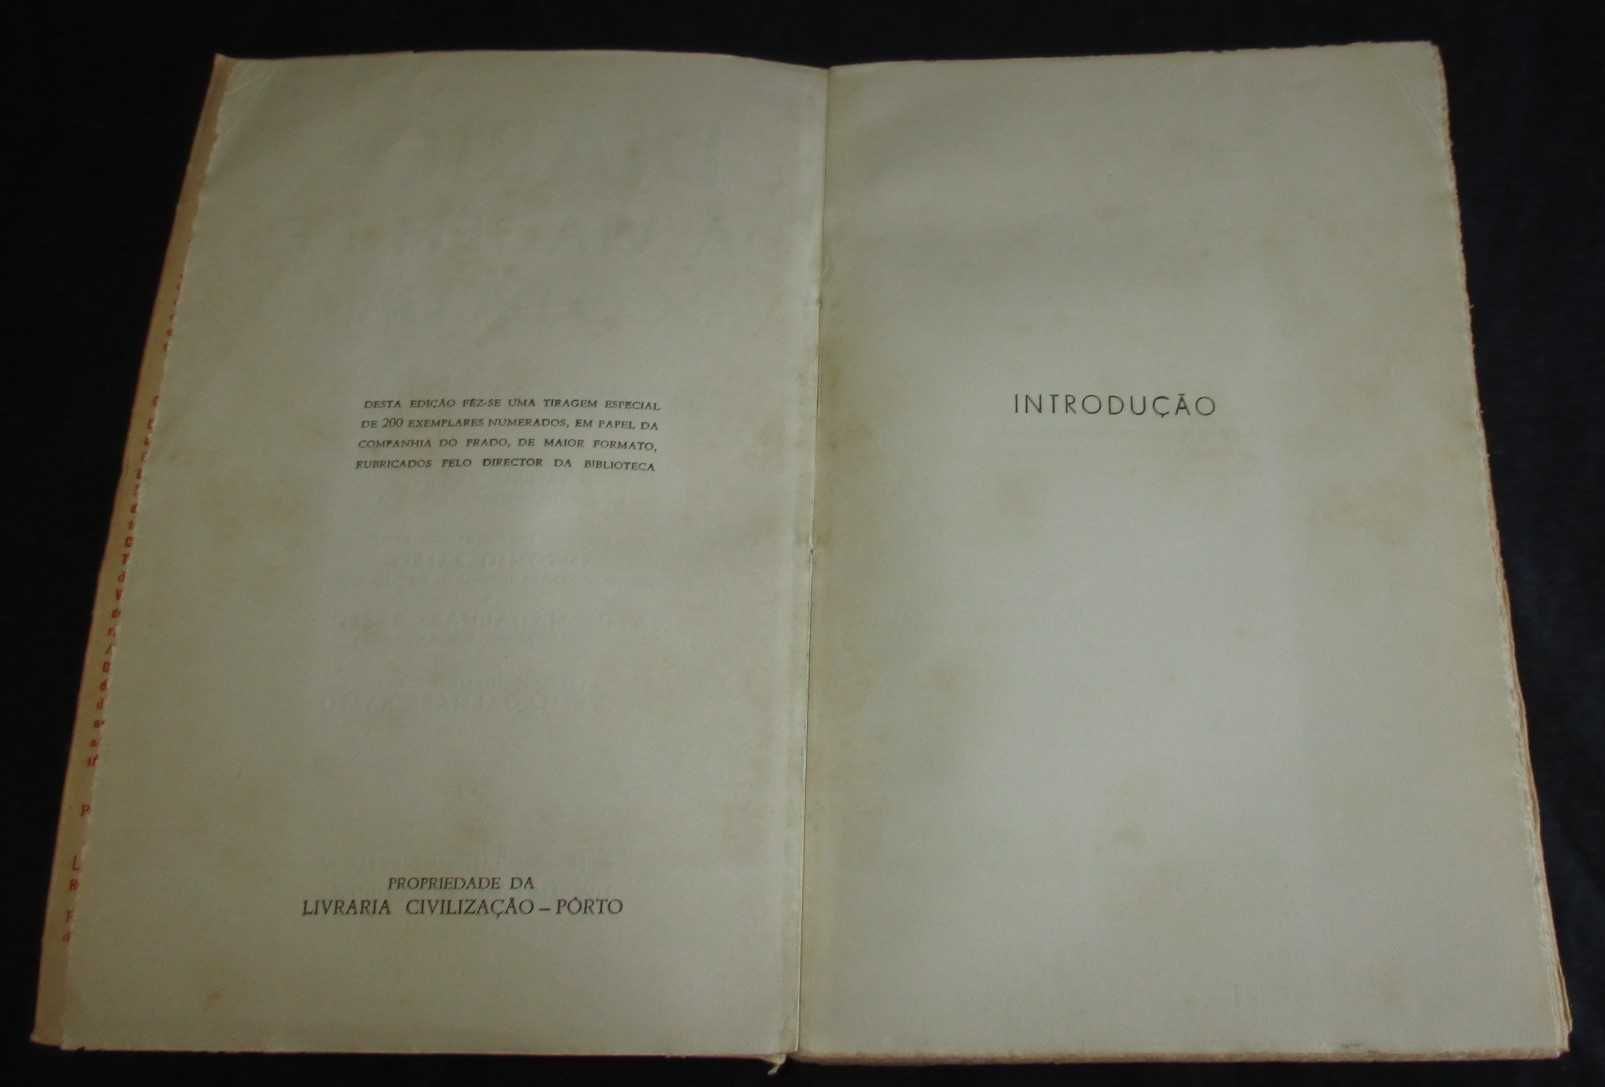 DESTA EDIÇÃO FÊZ-SE UMA TIRAGEM ESPECIAL
DE 200 EXEMPLARES NUMERADOS, EM PAPEL DA
COMPANHIA DO PRADO, DE MAIOR FORMATO,
RUBRICADOS PELO DIRECTOR DA BIBLIOTECA
PROPRIEDADE DA
LIVRARIA CIVILIZAÇÃO – PÔRTO
INTRODUÇÃO